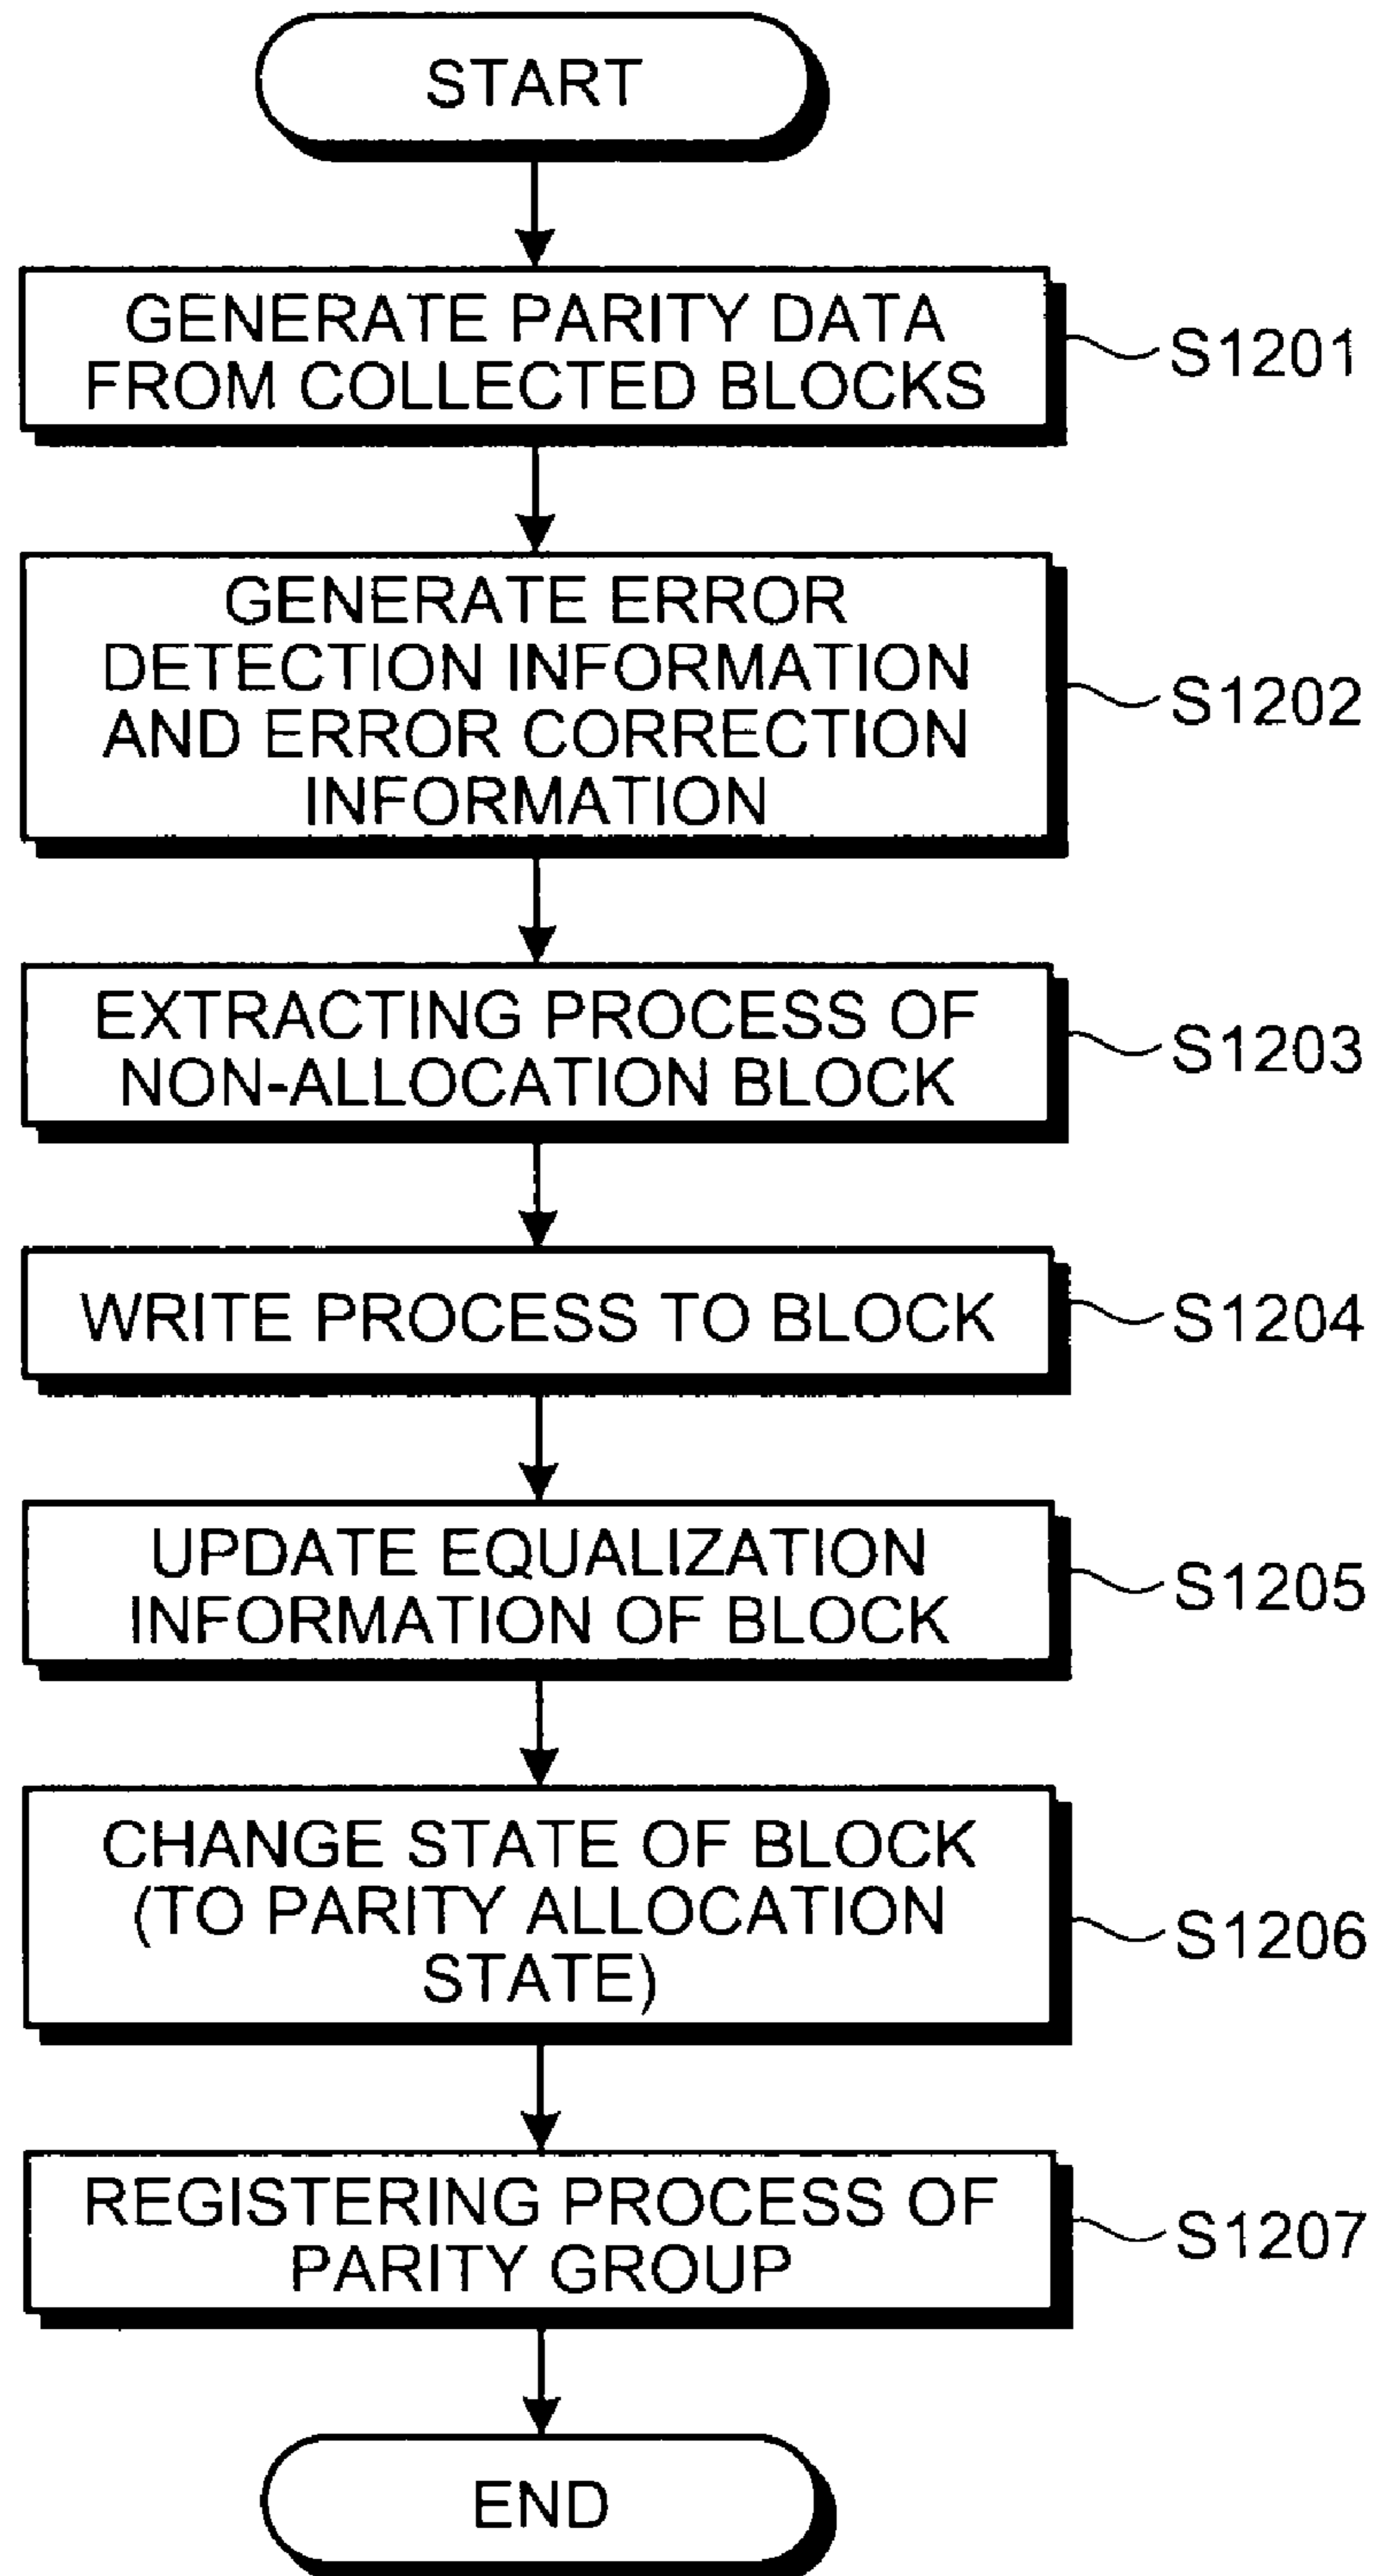 START
GENERATE PARITY DATA
FROM COLLECTED BLOCKS
S1201
GENERATE ERROR
DETECTION INFORMATION
AND ERROR CORRECTION
INFORMATION
S1202
EXTRACTING PROCESS OF
NON-ALLOCATION BLOCK
S1203
WRITE PROCESS TO BLOCK
S1204
UPDATE EQUALIZATION
INFORMATION OF BLOCK
S1205
CHANGE STATE OF BLOCK
(TO PARITY ALLOCATION
STATE)
S1206
REGISTERING PROCESS OF
PARITY GROUP
S1207
END